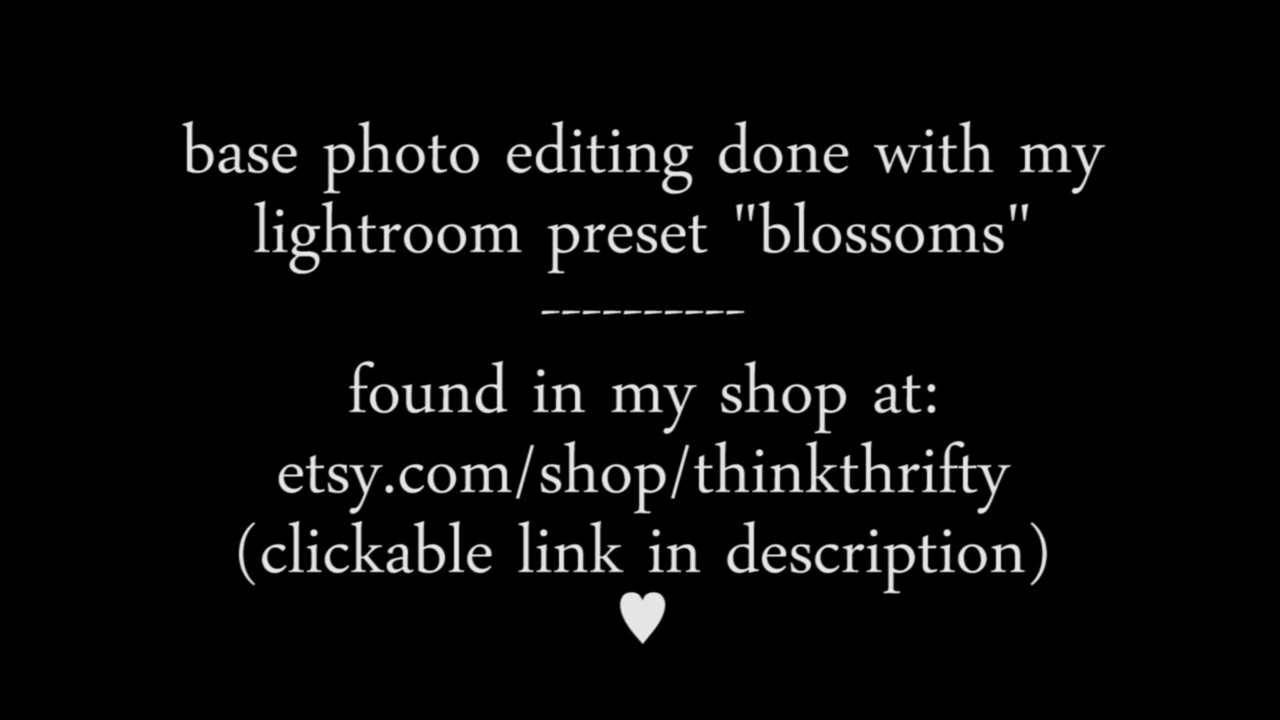 base photo editing done with my
lightroom preset "blossoms"
----------
found in my shop at:
etsy.com/shop/thinkthrifty
(clickable link in description)
♥